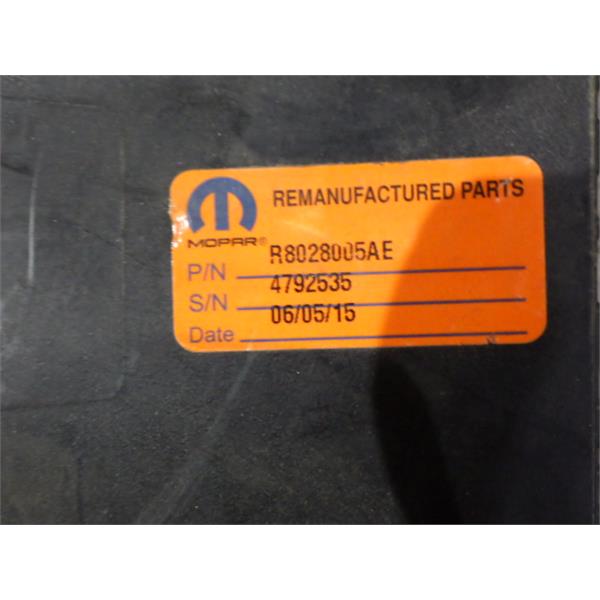 REMANUFACTURED PARTS
MOPAR®
P/N R8028005AE
S/N 4792535
Date 06/05/15